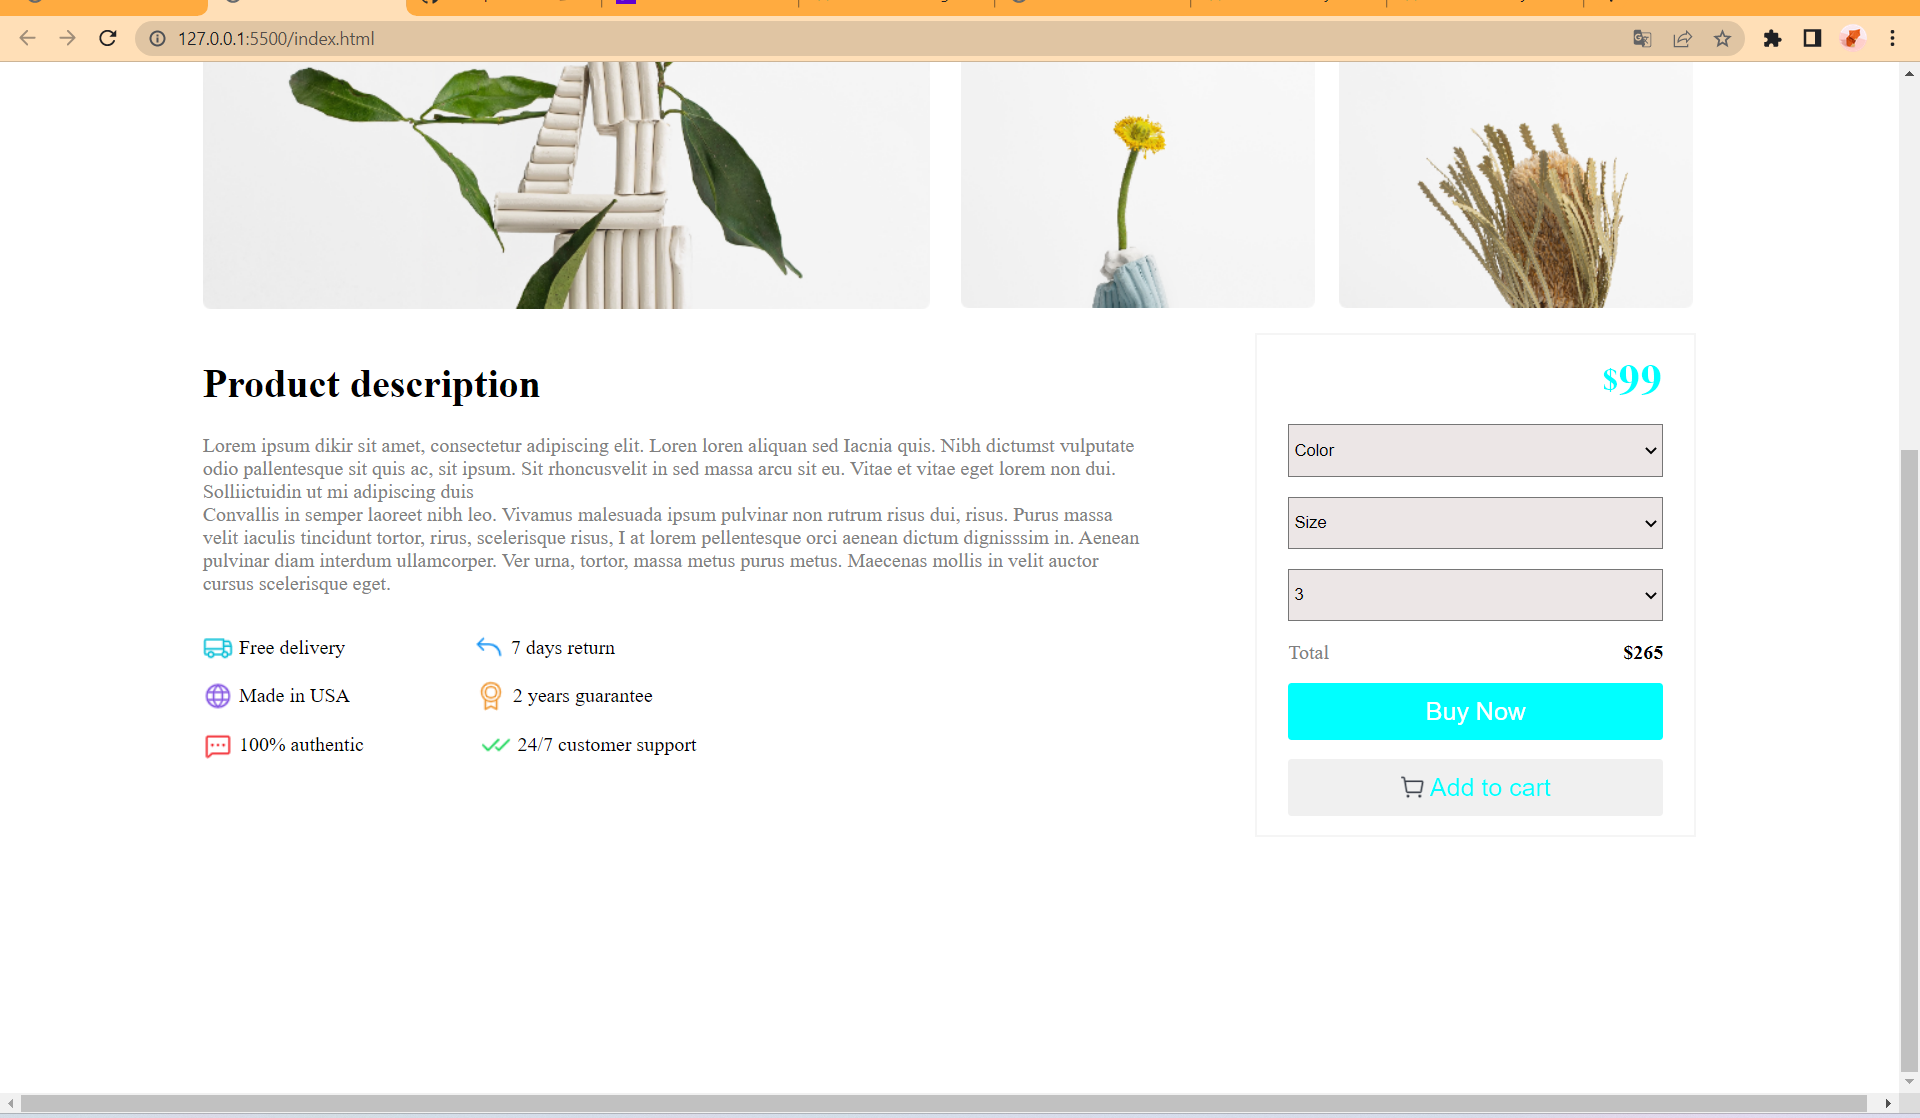 127.0.0.1:5500/index.html
Product description
Lorem ipsum dikir sit amet, consectetur adipiscing elit. Loren loren aliquan sed Iacnia quis. Nibh dictumst vulputate
odio pallentesque sit quis ac, sit ipsum. Sit rhoncusvelit in sed massa arcu sit eu. Vitae et vitae eget lorem non dui.
Solliictuidin ut mi adipiscing duis
Convallis in semper laoreet nibh leo. Vivamus malesuada ipsum pulvinar non rutrum risus dui, risus. Purus massa
velit iaculis tincidunt tortor, rirus, scelerisque risus, I at lorem pellentesque orci aenean dictum dignisssim in. Aenean
pulvinar diam interdum ullamcorper. Ver urna, tortor, massa metus purus metus. Maecenas mollis in velit auctor
cursus scelerisque eget.
Free delivery
7 days return
Made in USA
2 years guarantee
100% authentic
24/7 customer support
$99
Color
Size
3
Total
$265
Buy Now
Add to cart